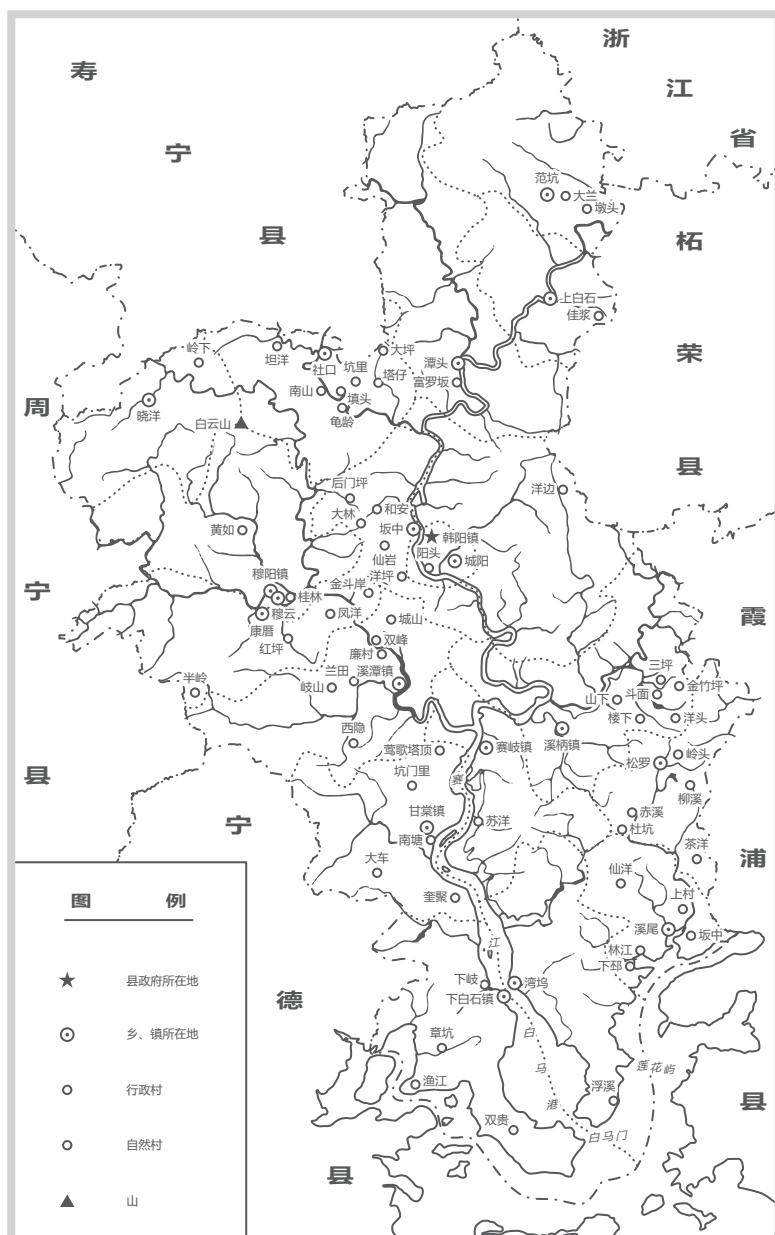 浙江省
寿宁县
柘荣县
霞浦县
周宁县
宁德县
范坑
大兰
墩头
上白石
佳浆
岭下
坦洋
社口
大坪
坑里
塔仔
潭头
富罗坂
南山
填头
龟龄
晓洋
白云山
后门坪
和安
大林
坂中
韩阳镇
洋边
黄如
仙岩
阳头
城阳
洋坪
穆阳镇
桂林
金斗岸
穆云
康厝
凤洋
城山
红坪
双峰
廉村
半岭
兰田
溪潭镇
岐山
三坪
金竹坪
山下
斗面
楼下
洋头
西隐
莺歌塔顶
赛岐镇
溪柄镇
岭头
松罗
坑门里
赛
柳溪
甘棠镇
苏洋
赤溪
杜坑
南塘
茶洋
大车
仙洋
奎聚
上村
江
溪尾
坂中
林江
下邳
下岐
湾坞
下白石镇
章坑
白马港
莲花屿
渔江
浮溪
双贵
白马门
图例
县政府所在地
乡、镇所在地
行政村
自然村
山